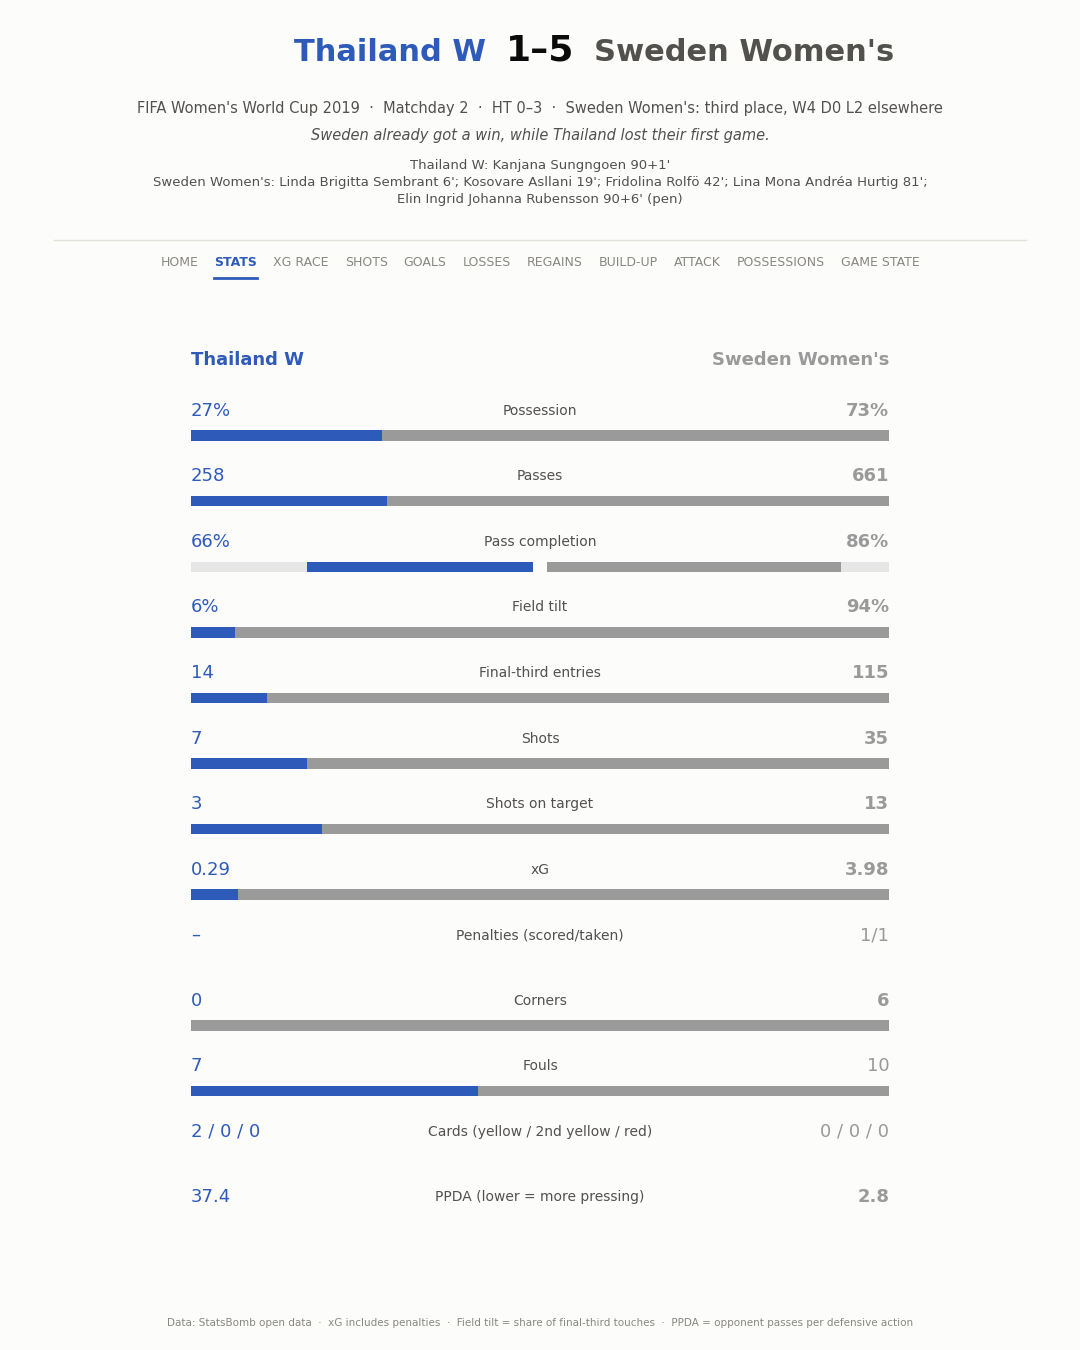 Thailand W 1–5 Sweden Women's
FIFA Women's World Cup 2019 · Matchday 2 · HT 0–3 · Sweden Women's: third place, W4 D0 L2 elsewhere
Sweden already got a win, while Thailand lost their first game.
Thailand W: Kanjana Sungngoen 90+1'
Sweden Women's: Linda Brigitta Sembrant 6'; Kosovare Asllani 19'; Fridolina Rolfö 42'; Lina Mona Andréa Hurtig 81';
Elin Ingrid Johanna Rubensson 90+6' (pen)
HOME STATS XG RACE SHOTS GOALS LOSSES REGAINS BUILD-UP ATTACK POSSESSIONS GAME STATE
Thailand W Sweden Women's
27% Possession 73%
258 Passes 661
66% Pass completion 86%
6% Field tilt 94%
14 Final-third entries 115
7 Shots 35
3 Shots on target 13
0.29 xG 3.98
– Penalties (scored/taken) 1/1
0 Corners 6
7 Fouls 10
2 / 0 / 0 Cards (yellow / 2nd yellow / red) 0 / 0 / 0
37.4 PPDA (lower = more pressing) 2.8
Data: StatsBomb open data · xG includes penalties · Field tilt = share of final-third touches · PPDA = opponent passes per defensive action